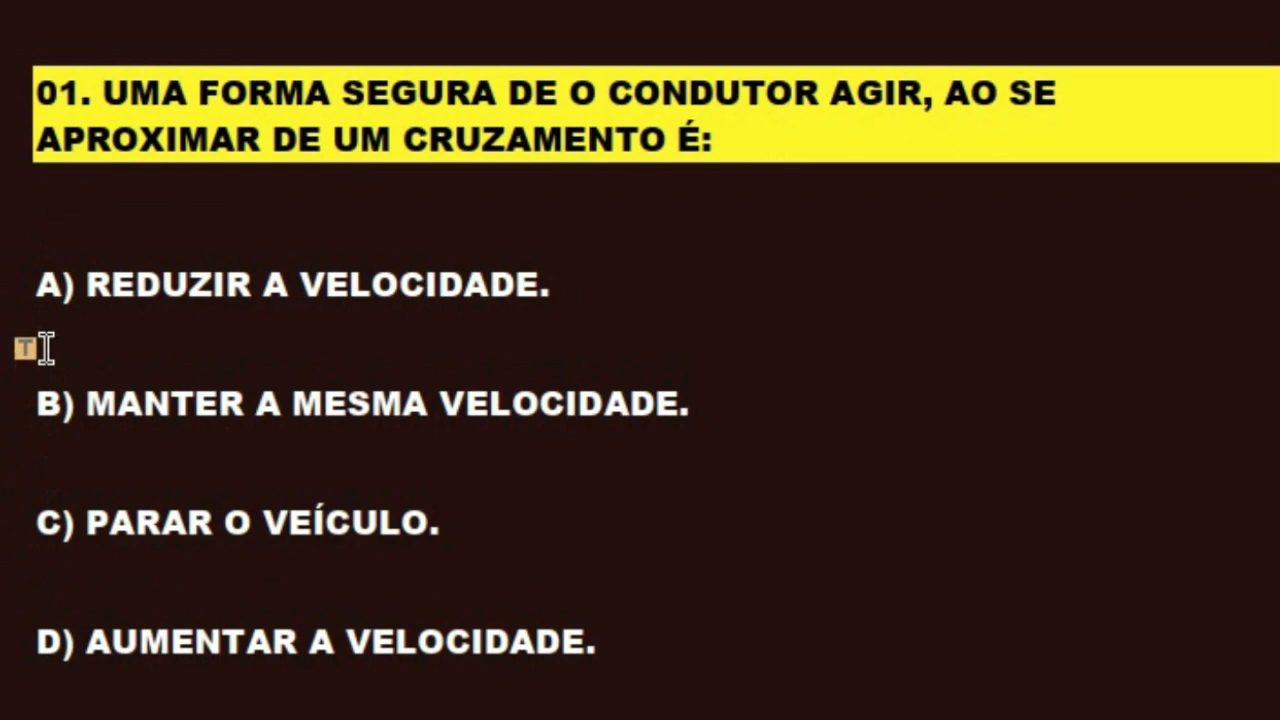 01. UMA FORMA SEGURA DE O CONDUTOR AGIR, AO SE
APROXIMAR DE UM CRUZAMENTO É:
A) REDUZIR A VELOCIDADE.
T
B) MANTER A MESMA VELOCIDADE.
C) PARAR O VEÍCULO.
D) AUMENTAR A VELOCIDADE.